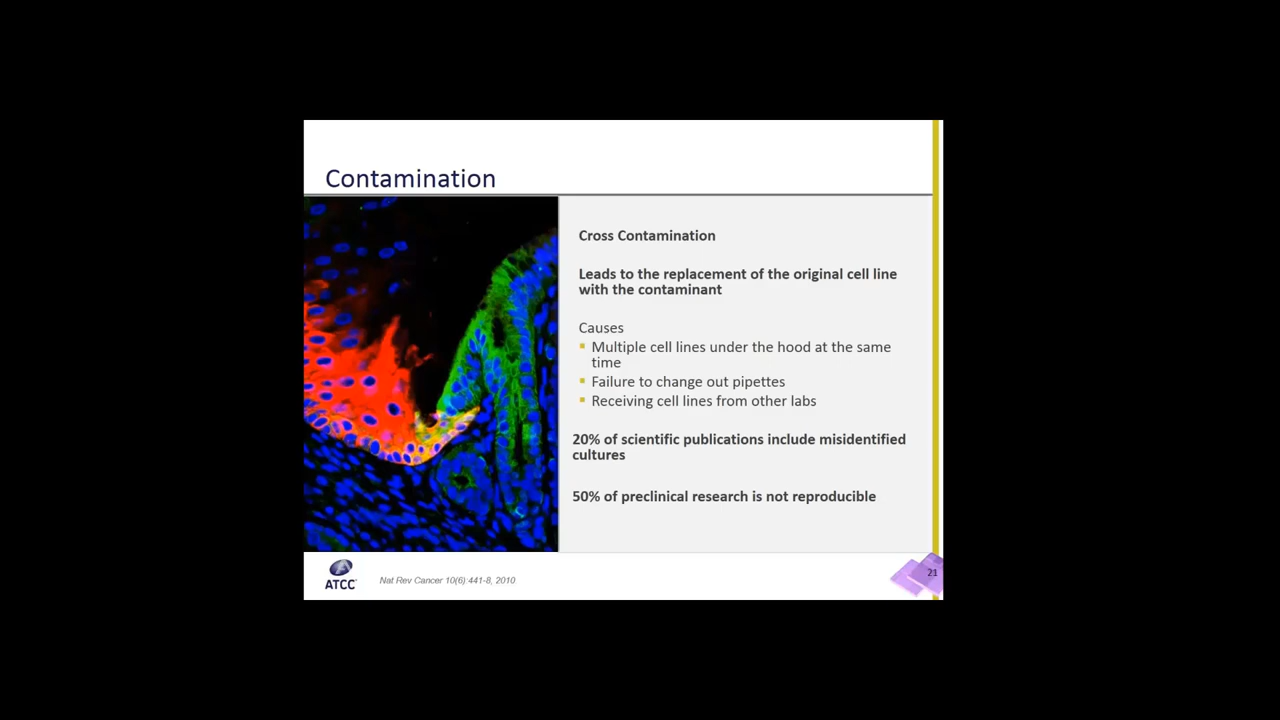 Contamination
Cross Contamination
Leads to the replacement of the original cell line
with the contaminant
Causes
Multiple cell lines under the hood at the same
time
Failure to change out pipettes
Receiving cell lines from other labs
20% of scientific publications include misidentified
cultures
50% of preclinical research is not reproducible
ATCC
Nat Rev Cancer 10(6):441-8, 2010
21